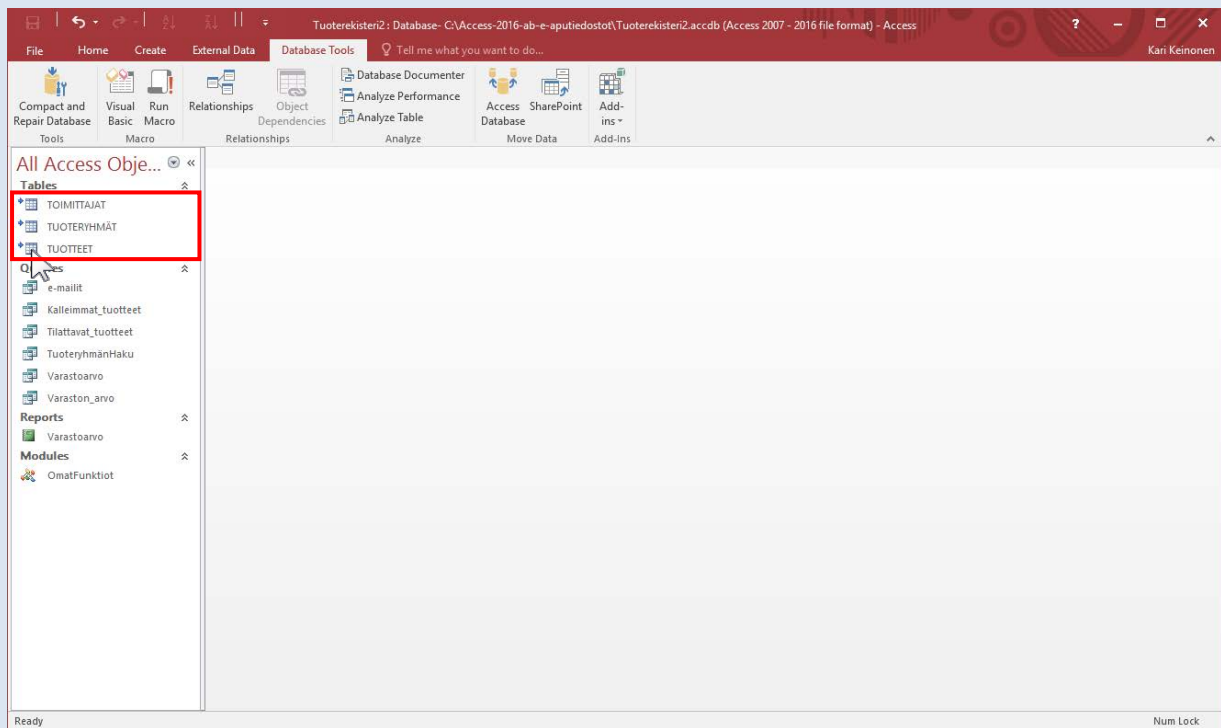 Tuoterekisteri2 : Database- C:\Access-2016-ab-e-aputiedostot\Tuoterekisteri2.accdb (Access 2007 - 2016 file format) - Access
?
File Home Create External Data Database Tools Tell me what you want to do... Kari Keinonen
Compact and Repair Database
Tools
Visual Basic
Run Macro
Macro
Relationships
Object Dependencies
Relationships
Database Documenter
Analyze Performance
Analyze Table
Analyze
Access Database
SharePoint
Move Data
Add-ins
Add-Ins
All Access Obje...
Tables
TOIMITTAJAT
TUOTERYHMÄT
TUOTTEET
e-mailit
Kalleimmat_tuotteet
Tilattavat_tuotteet
TuoteryhmänHaku
Varastoarvo
Varaston_arvo
Reports
Varastoarvo
Modules
OmatFunktiot
Ready Num Lock